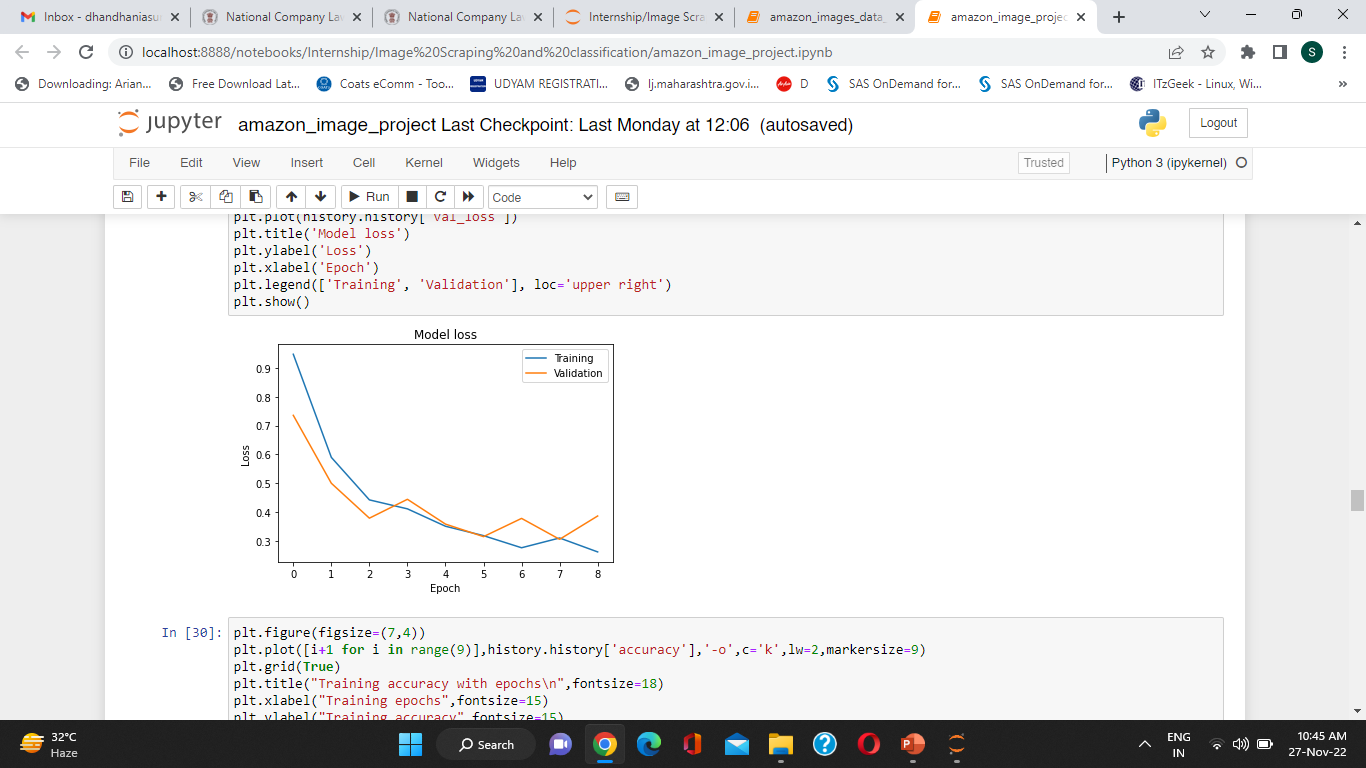 Inbox - dhandhaniasu
National Company La
National Company La
Internship/Image Scra
amazon_images_data_
amazon_image_projec
localhost:8888/notebooks/Internship/Image%20Scraping%20and%20classification/amazon_image_project.ipynb
S
Downloading: Arian...
Free Download Lat...
Coats eComm - Too...
UDYAM REGISTRATI...
lj.maharashtra.gov.i...
D
SAS OnDemand for...
SAS OnDemand for...
ITzGeek - Linux, Wi...
»
jupyter
amazon_image_project Last Checkpoint: Last Monday at 12:06 (autosaved)
Logout
File Edit View Insert Cell Kernel Widgets Help
Trusted
Python 3 (ipykernel)
Run
Code
plt.plot(history.history['val_loss'])
plt.title('Model loss')
plt.ylabel('Loss')
plt.xlabel('Epoch')
plt.legend(['Training', 'Validation'], loc='upper right')
plt.show()
Model loss
Training
Validation
0.9
0.8
0.7
0.6
0.5
0.4
0.3
Loss
0 1 2 3 4 5 6 7 8
Epoch
In [30]:
plt.figure(figsize=(7,4))
plt.plot([i+1 for i in range(9)],history.history['accuracy'],'-o',c='k',lw=2,markersize=9)
plt.grid(True)
plt.title("Training accuracy with epochs\n",fontsize=18)
plt.xlabel("Training epochs",fontsize=15)
plt.ylabel("Training accuracy",fontsize=15)
32°C
Haze
Search
ENG
IN
10:45 AM
27-Nov-22